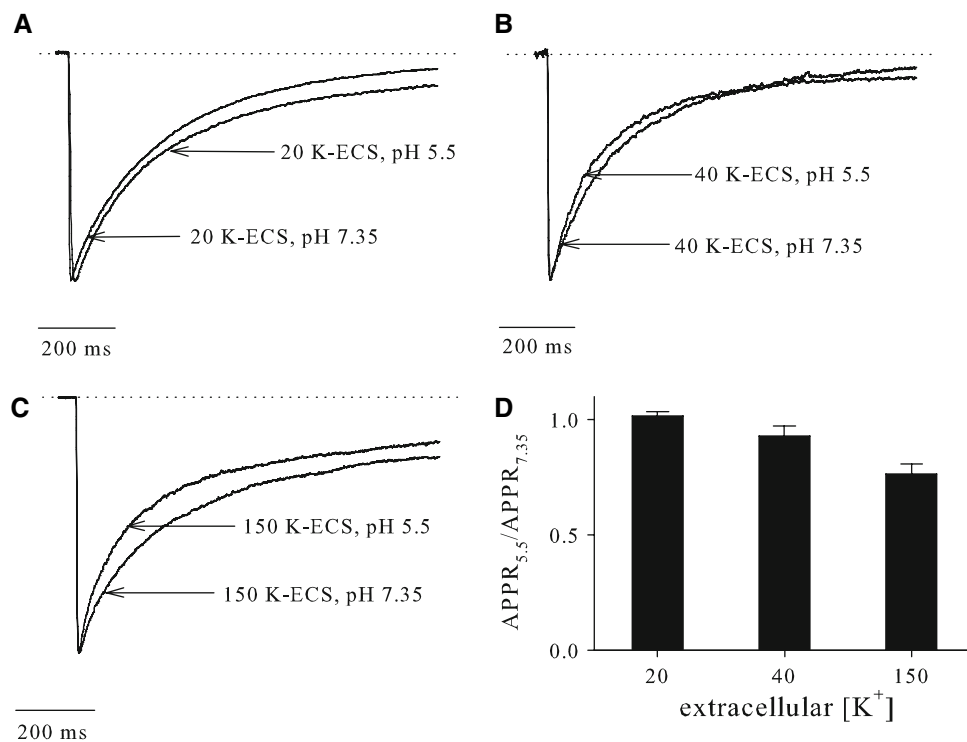 A
20 K-ECS, pH 5.5
20 K-ECS, pH 7.35
200 ms
B
40 K-ECS, pH 5.5
40 K-ECS, pH 7.35
200 ms
C
150 K-ECS, pH 5.5
150 K-ECS, pH 7.35
200 ms
D
APPR5.5/APPR7.35
1.0
0.5
0.0
20 40 150
extracellular [K+]